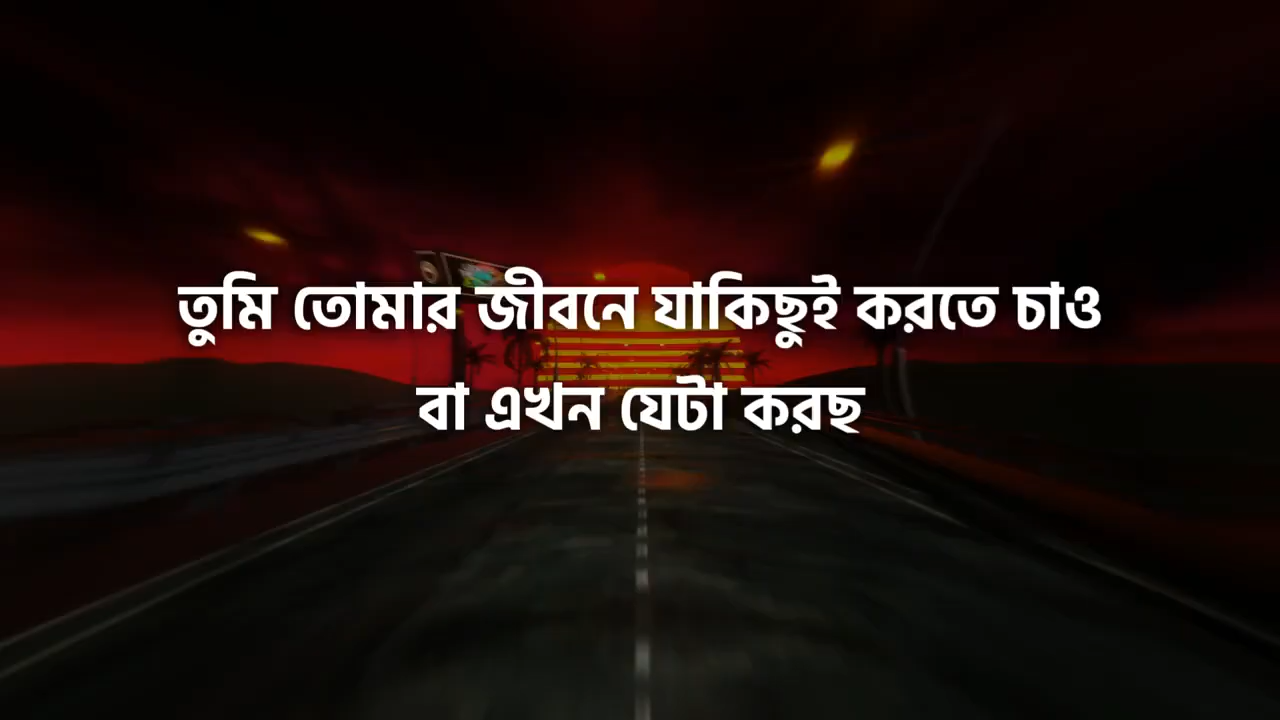 তুমি তোমার জীবনে যাকিছুই করতে চাও
বা এখন যেটা করছ